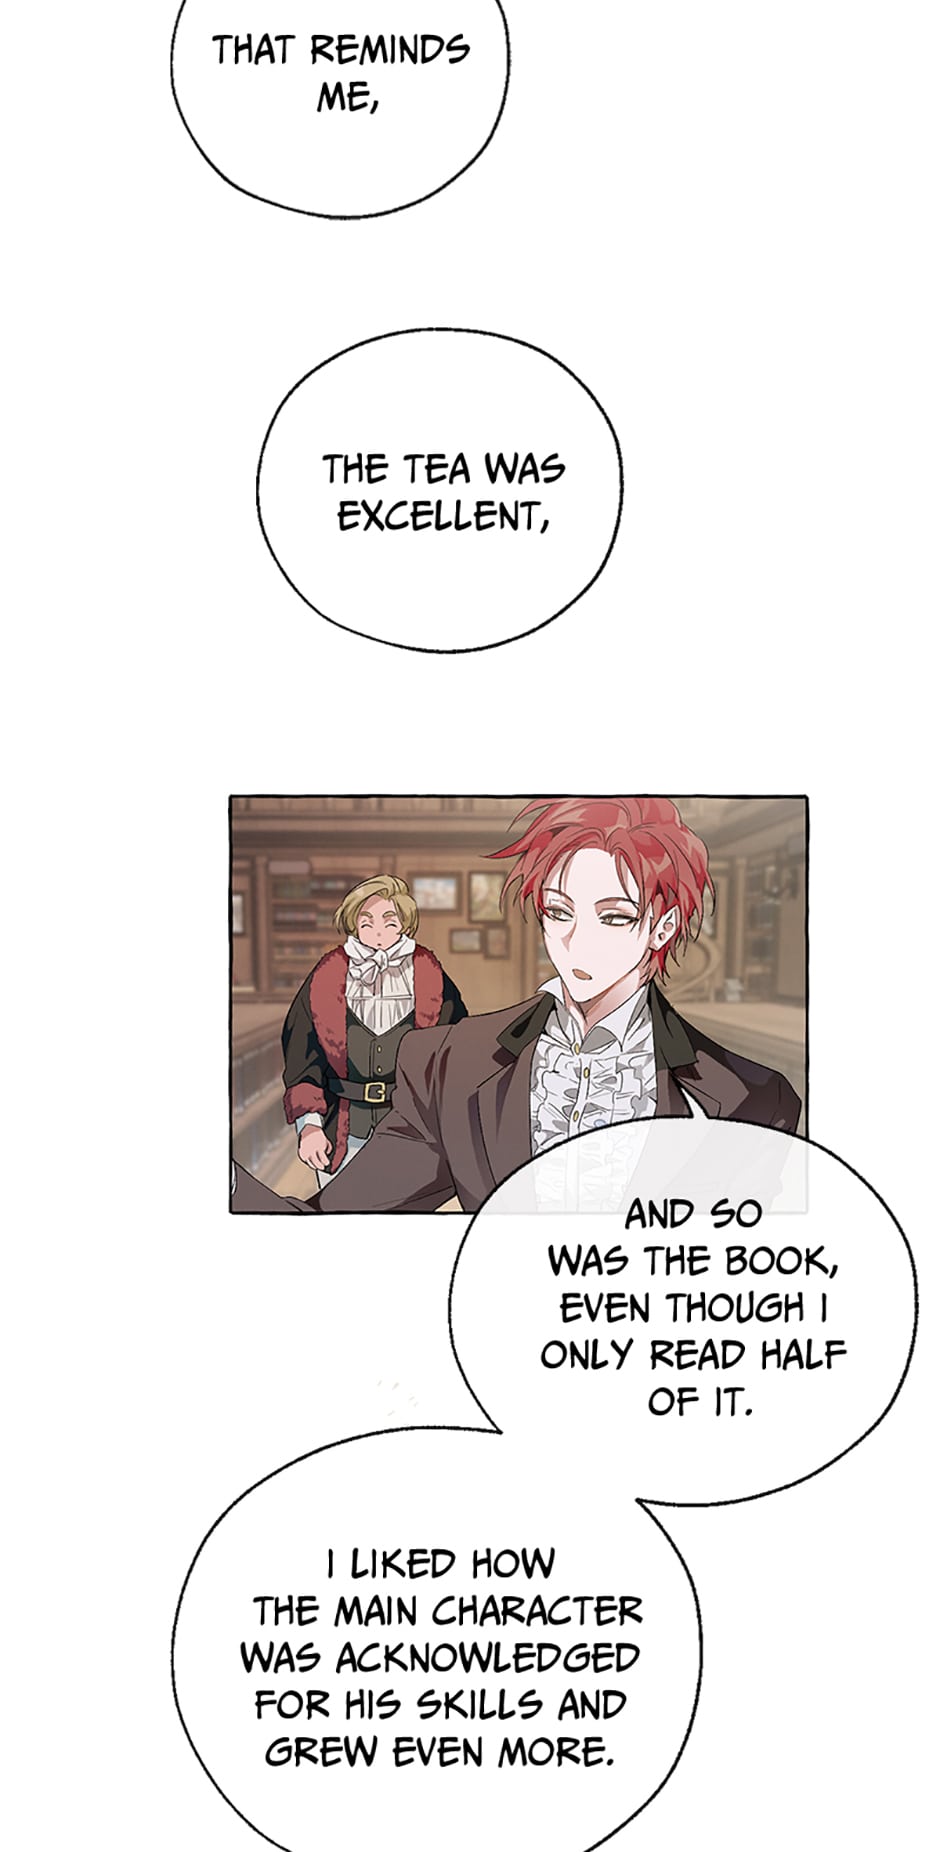 THAT REMINDS
ME,
THE TEA WAS
EXCELLENT,
AND SO
WAS THE BOOK,
EVEN THOUGH I
ONLY READ HALF
OF IT.
I LIKED HOW
THE MAIN CHARACTER
WAS ACKNOWLEDGED
FOR HIS SKILLS AND
GREW EVEN MORE.